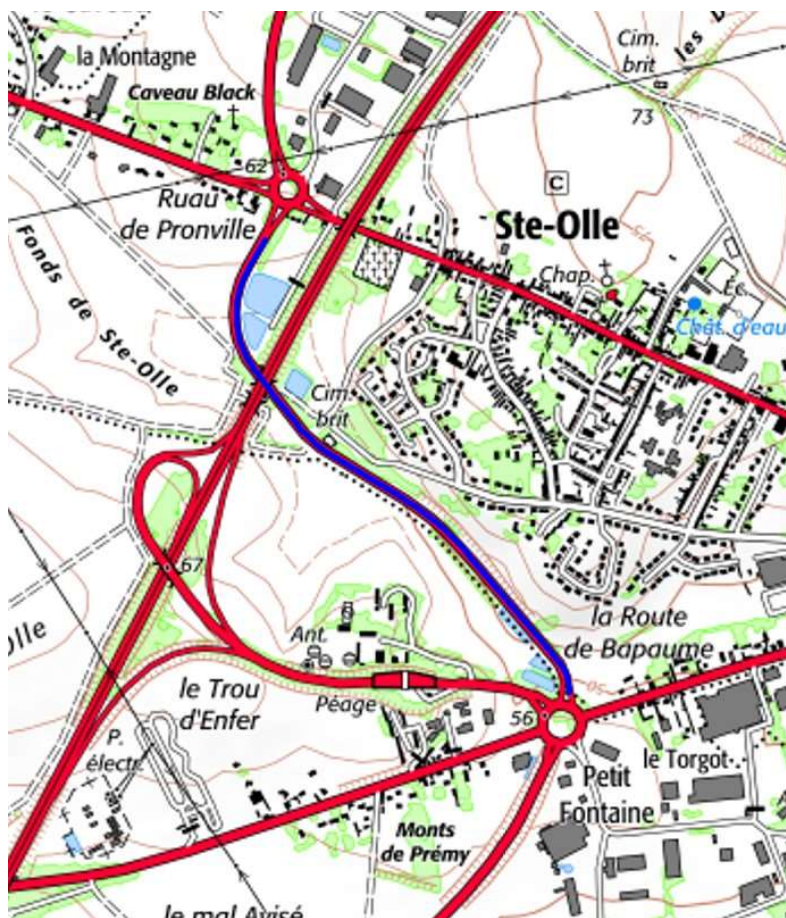 la Montagne
Caveau Black
Cim.
brit
les
73
62
Ruau
de Pronville
C
Ste-Olle
Chap.
Éc.
Chât. d'eau
Fonds de Ste-Olle
Cim.
brit
67
Ant.
la Route
de Bapaume
50
le Trou
d'Enfer
Péage
56
P.
électr.
le Torgot
Petit
Fontaine
Monts
de Prémy
le mal Avisé